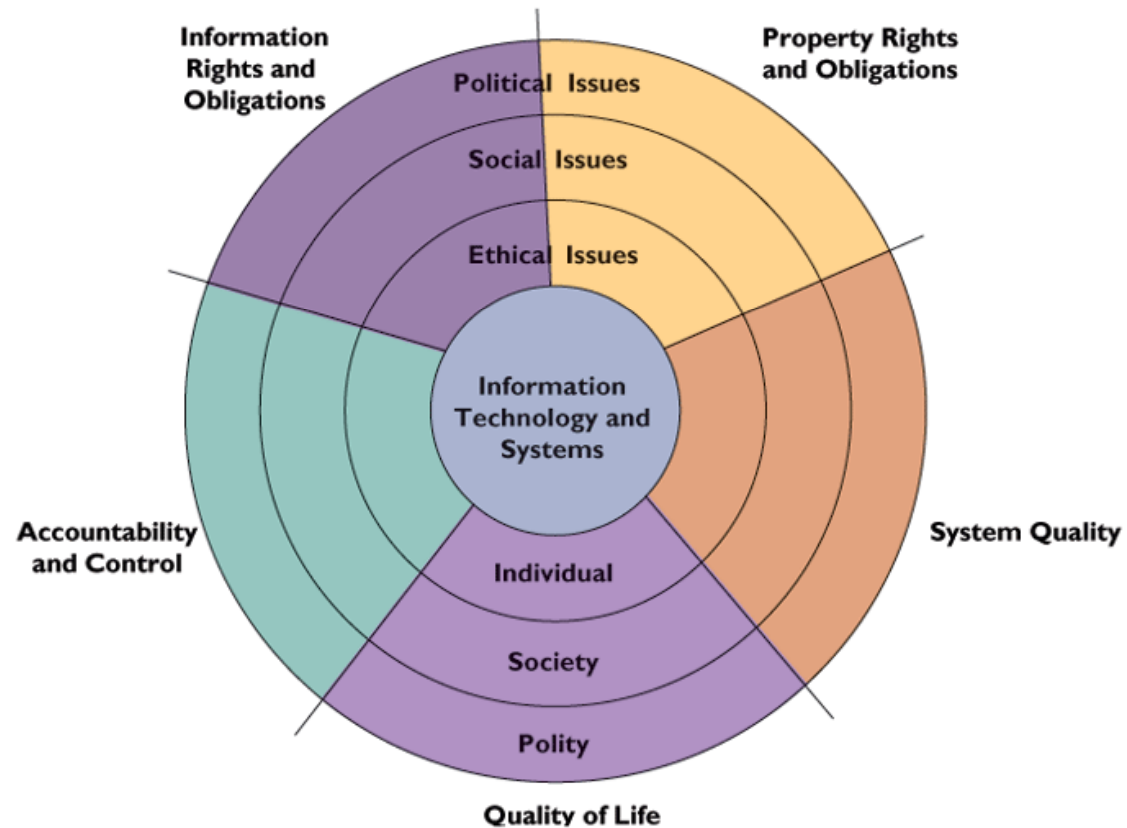 Information
Rights and
Obligations
Property Rights
and Obligations
Political Issues
Social Issues
Ethical Issues
Information
Technology and
Systems
Accountability
and Control
System Quality
Individual
Society
Polity
Quality of Life